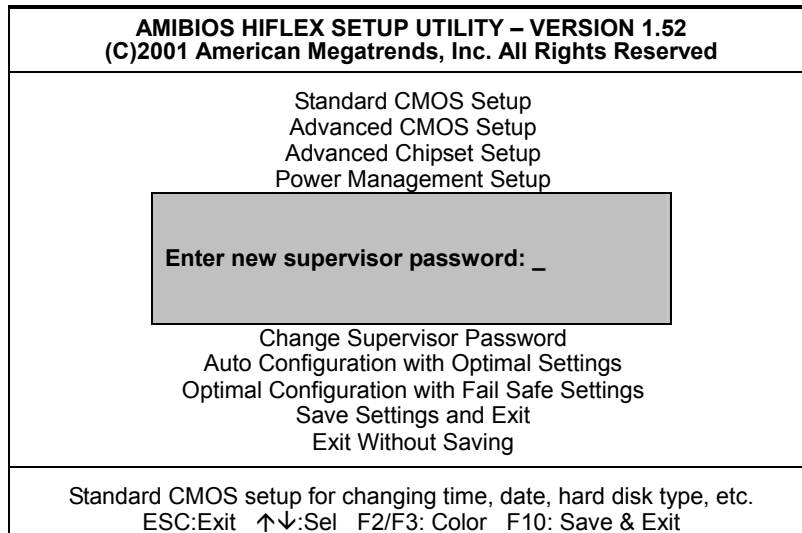 AMIBIOS HIFLEX SETUP UTILITY – VERSION 1.52
(C)2001 American Megatrends, Inc. All Rights Reserved
Standard CMOS Setup
Advanced CMOS Setup
Advanced Chipset Setup
Power Management Setup
Enter new supervisor password: _
Change Supervisor Password
Auto Configuration with Optimal Settings
Optimal Configuration with Fail Safe Settings
Save Settings and Exit
Exit Without Saving
Standard CMOS setup for changing time, date, hard disk type, etc.
ESC:Exit ↑↓:Sel F2/F3: Color F10: Save & Exit